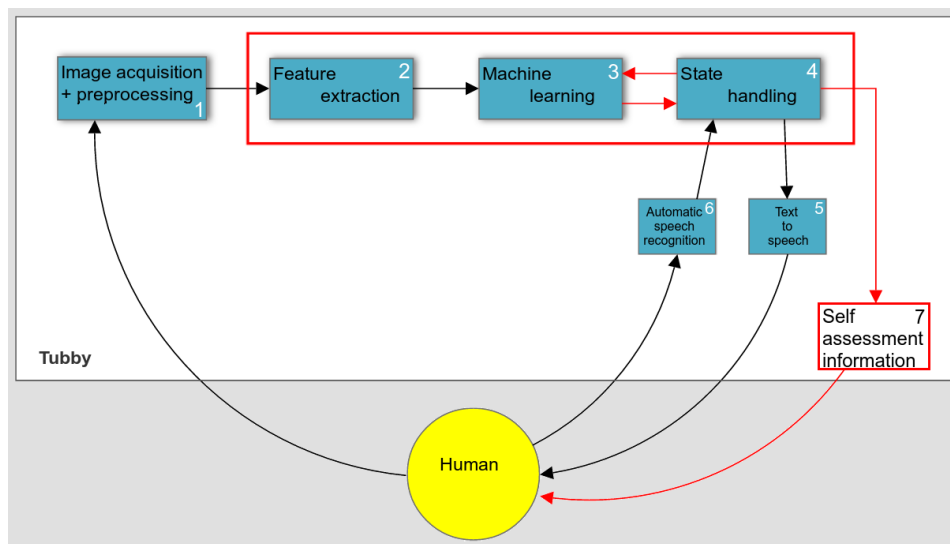 Image acquisition
+ preprocessing 1
Feature 2
extraction
Machine 3
learning
State 4
handling
Automatic 6
speech
recognition
Text 5
to
speech
Self 7
assessment
information
Tubby
Human